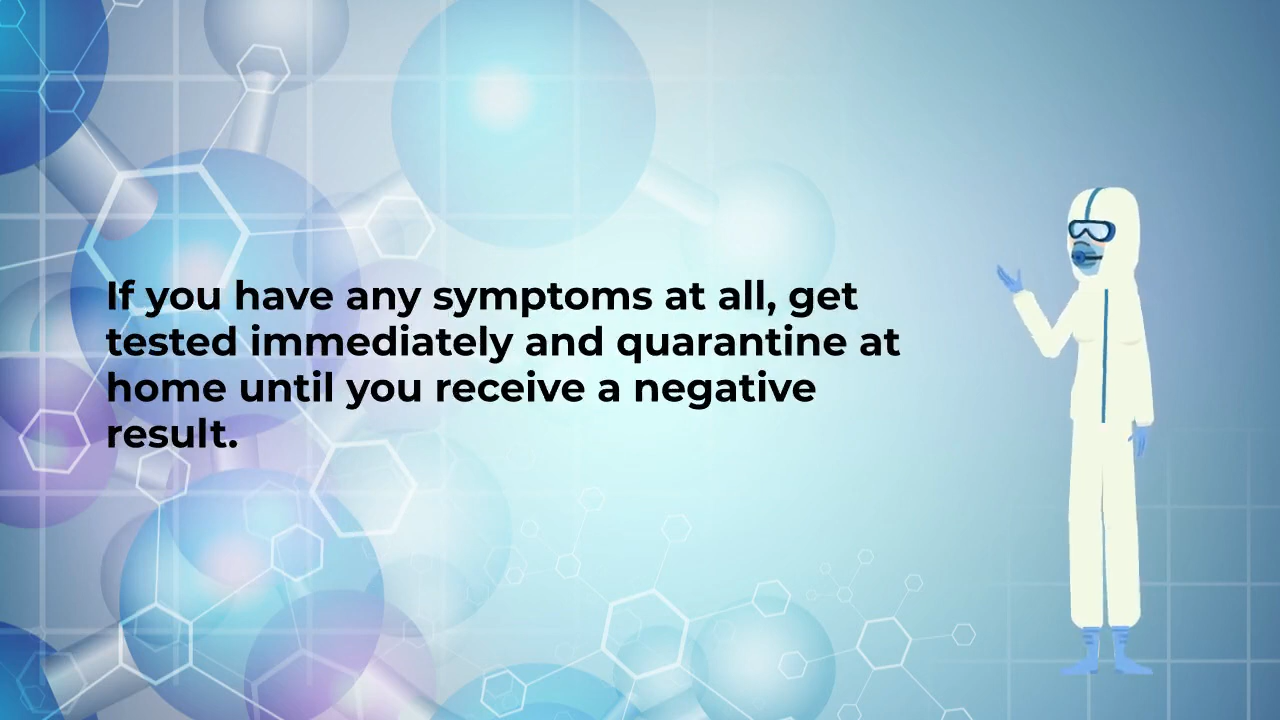 If you have any symptoms at all, get
tested immediately and quarantine at
home until you receive a negative
result.